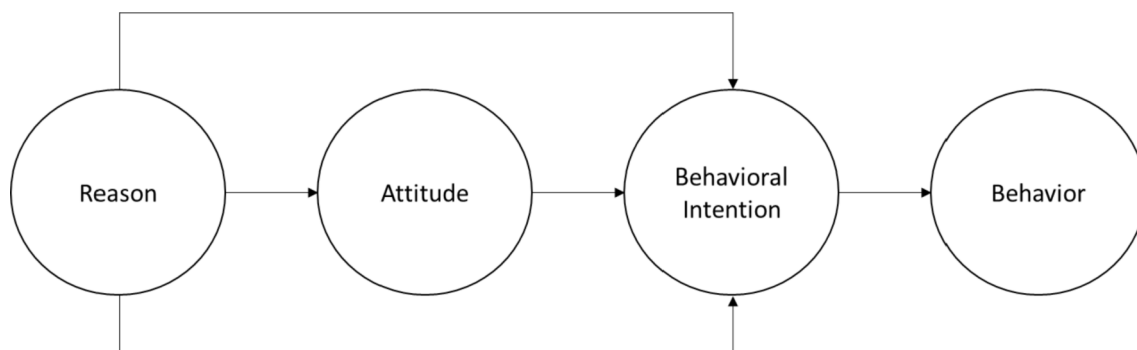 Reason
Attitude
Behavioral
Intention
Behavior